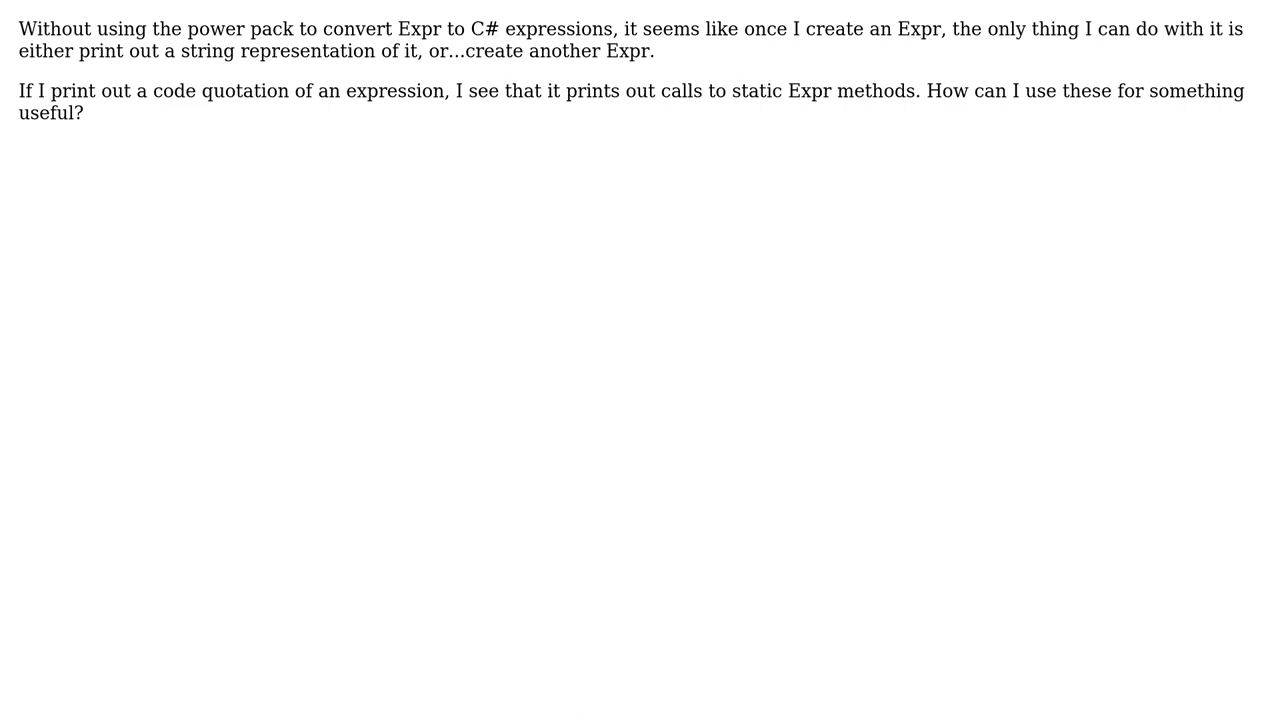 Without using the power pack to convert Expr to C# expressions, it seems like once I create an Expr, the only thing I can do with it is
either print out a string representation of it, or...create another Expr.
If I print out a code quotation of an expression, I see that it prints out calls to static Expr methods. How can I use these for something
useful?